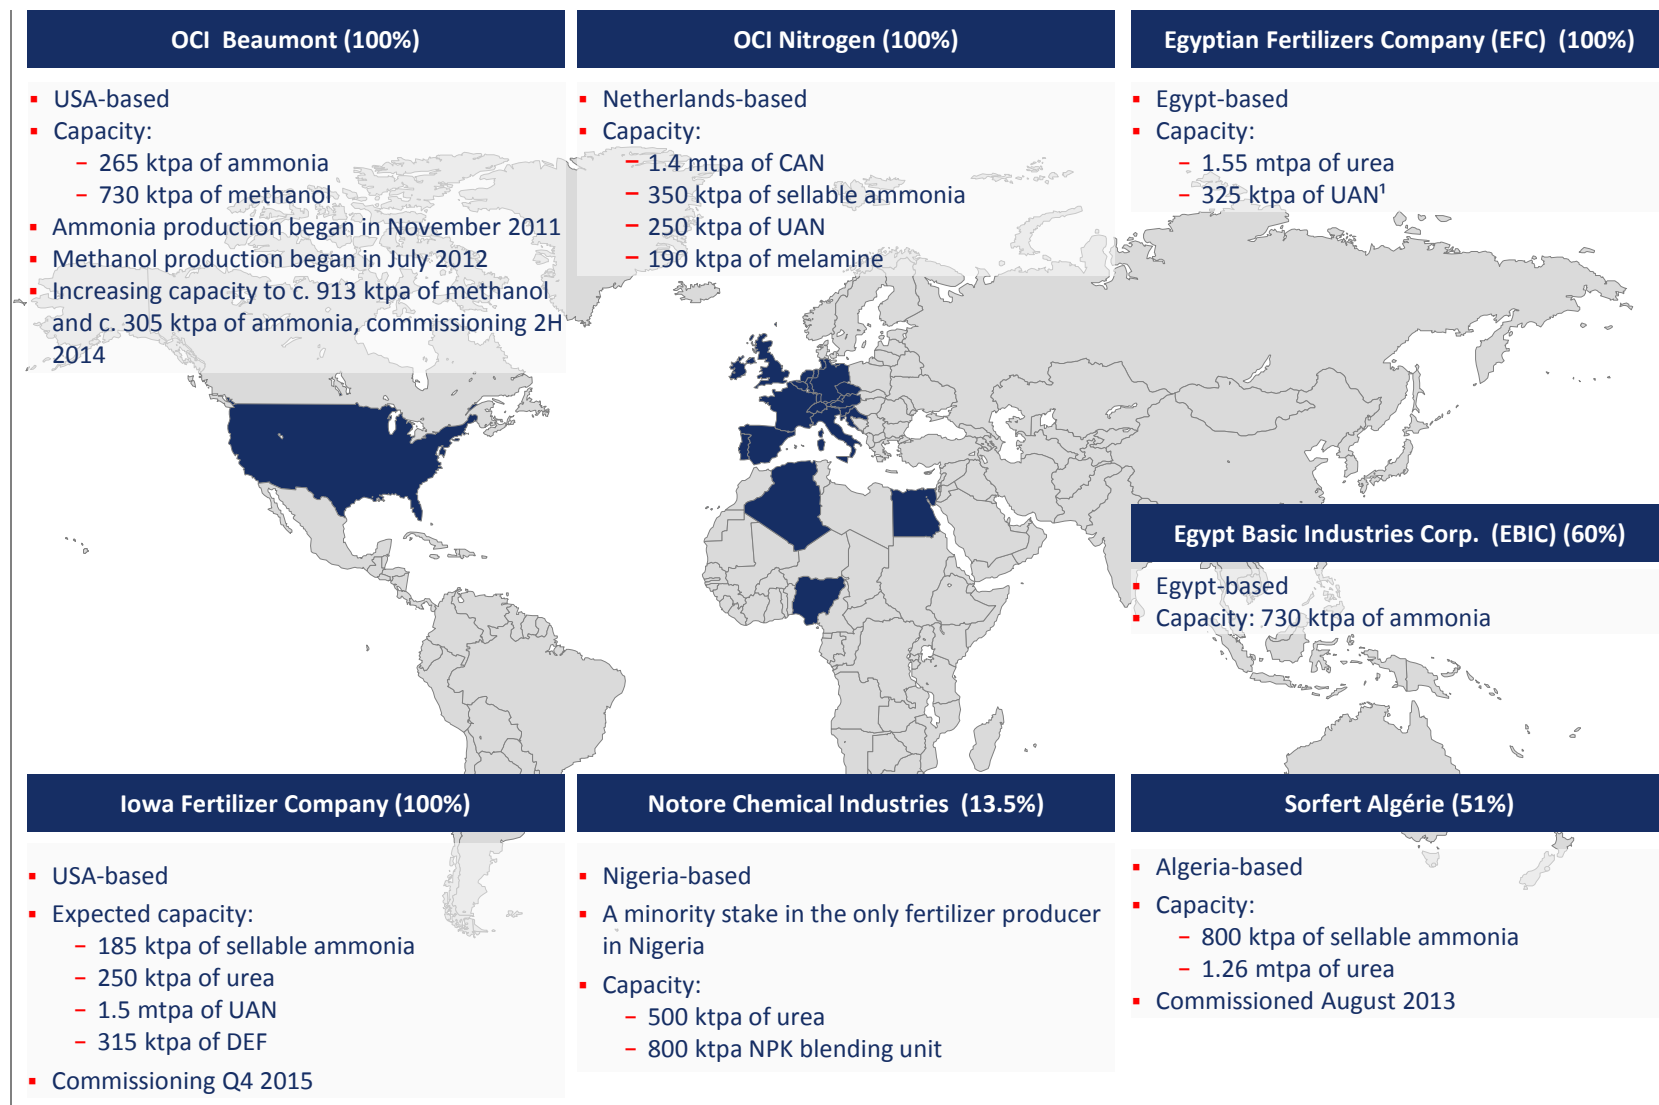 OCI Beaumont (100%)
▪ USA-based
▪ Capacity:
– 265 ktpa of ammonia
– 730 ktpa of methanol
▪ Ammonia production began in November 2011
▪ Methanol production began in July 2012
▪ Increasing capacity to c. 913 ktpa of methanol
and c. 305 ktpa of ammonia, commissioning 2H
2014
OCI Nitrogen (100%)
▪ Netherlands-based
▪ Capacity:
– 1.4 mtpa of CAN
– 350 ktpa of sellable ammonia
– 250 ktpa of UAN
– 190 ktpa of melamine
Egyptian Fertilizers Company (EFC) (100%)
▪ Egypt-based
▪ Capacity:
– 1.55 mtpa of urea
– 325 ktpa of UAN¹
Egypt Basic Industries Corp. (EBIC) (60%)
▪ Egypt-based
▪ Capacity: 730 ktpa of ammonia
Iowa Fertilizer Company (100%)
▪ USA-based
▪ Expected capacity:
– 185 ktpa of sellable ammonia
– 250 ktpa of urea
– 1.5 mtpa of UAN
– 315 ktpa of DEF
▪ Commissioning Q4 2015
Notore Chemical Industries (13.5%)
▪ Nigeria-based
▪ A minority stake in the only fertilizer producer
in Nigeria
▪ Capacity:
– 500 ktpa of urea
– 800 ktpa NPK blending unit
Sorfert Algérie (51%)
▪ Algeria-based
▪ Capacity:
– 800 ktpa of sellable ammonia
– 1.26 mtpa of urea
▪ Commissioned August 2013